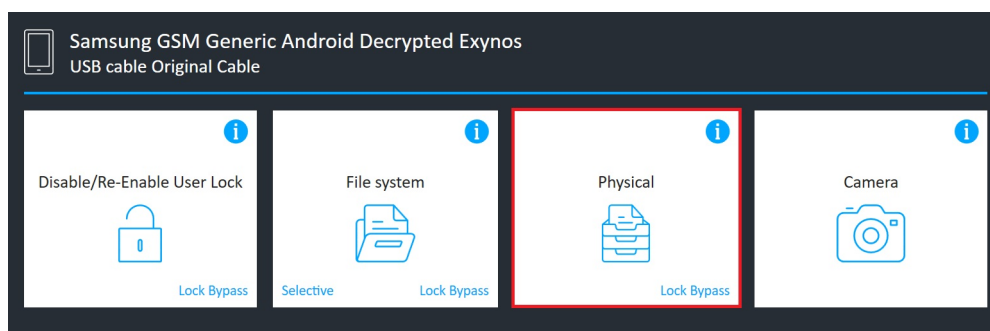 Samsung GSM Generic Android Decrypted Exynos
USB cable Original Cable
i
Disable/Re-Enable User Lock
Lock Bypass
i
File system
Selective Lock Bypass
i
Physical
Lock Bypass
i
Camera